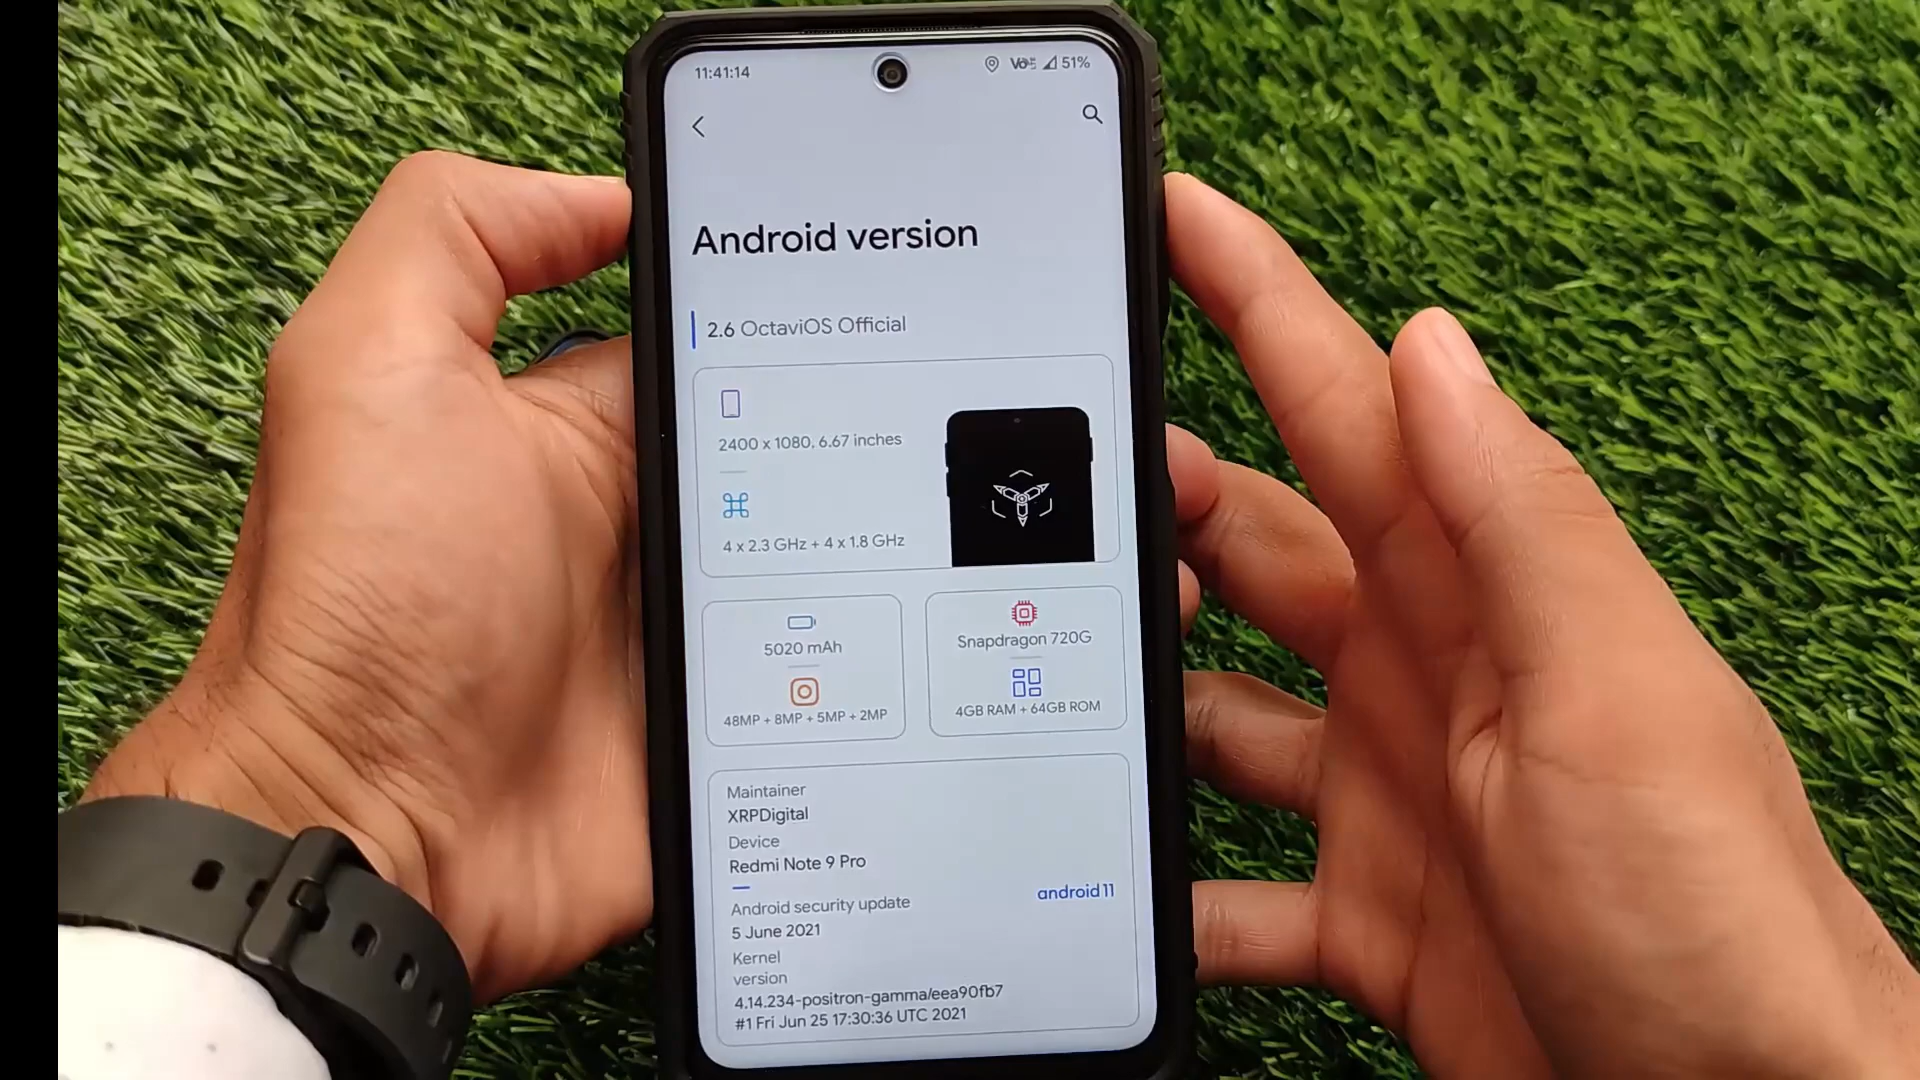 11:41:14
51%
Android version
2.6 OctaviOS Official
2400 x 1080, 6.67 inches
4 x 2.3 GHz + 4 x 1.8 GHz
5020 mAh
48MP + 8MP + 5MP + 2MP
Snapdragon 720G
4GB RAM + 64GB ROM
Maintainer
XRPDigital
Device
Redmi Note 9 Pro
Android security update
5 June 2021
android 11
Kernel
version
4.14.234-positron-gamma/eea90fb7
#1 Fri Jun 25 17:30:36 UTC 2021